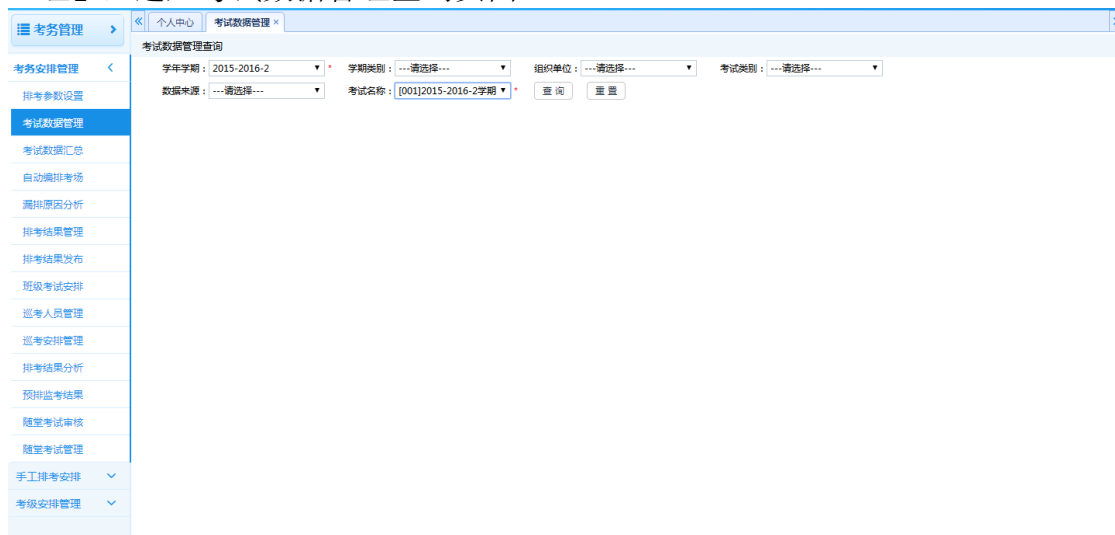 考务管理
个人中心 考试数据管理 ×
考试数据管理查询
考务安排管理
学年学期： 2015-2016-2 * 学期类别： ---请选择--- 组织单位： ---请选择--- 考试类别： ---请选择---
数据来源： ---请选择--- 考试名称： [001]2015-2016-2学期 * 查 询 重 置
排考参数设置
考试数据管理
考试数据汇总
自动编排考场
漏排原因分析
排考结果管理
排考结果发布
班级考试安排
巡考人员管理
巡考安排管理
排考结果分析
预排监考结果
随堂考试审核
随堂考试管理
手工排考安排
考级安排管理